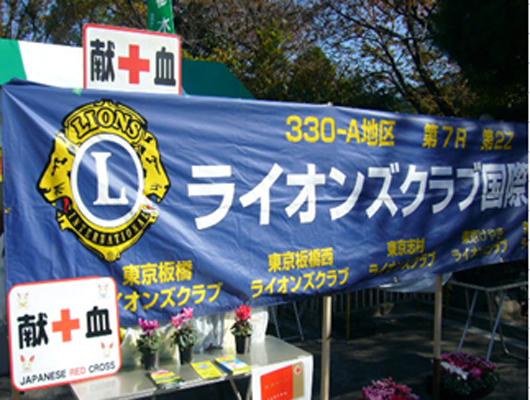 献血
330-A地区 第7R 第2Z
LIONS
L
INTERNATIONAL
ライオンズクラブ国際
東京板橋
ライオンズクラブ
東京板橋西
ライオンズクラブ
東京志村
ライオンズクラブ
ライオンズク
献血
JAPANESE RED CROSS